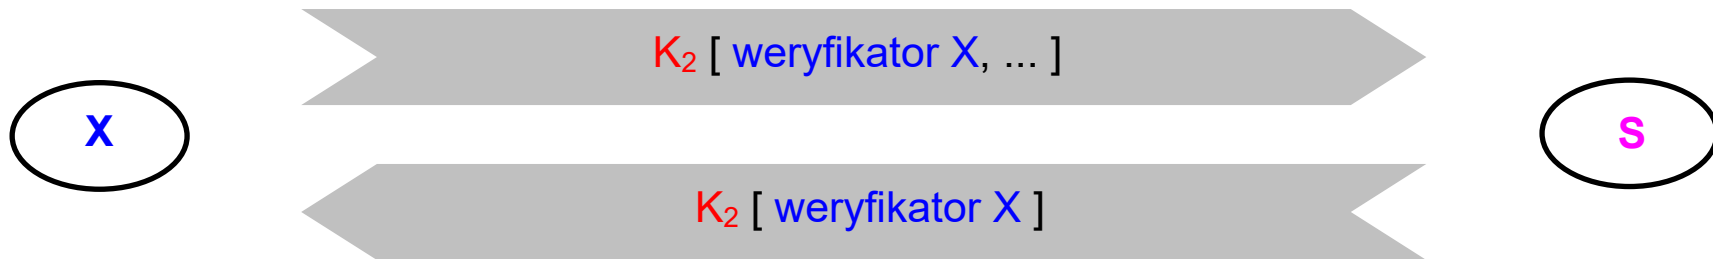 K₂ [ weryfikator X, ... ]
X
S
K₂ [ weryfikator X ]